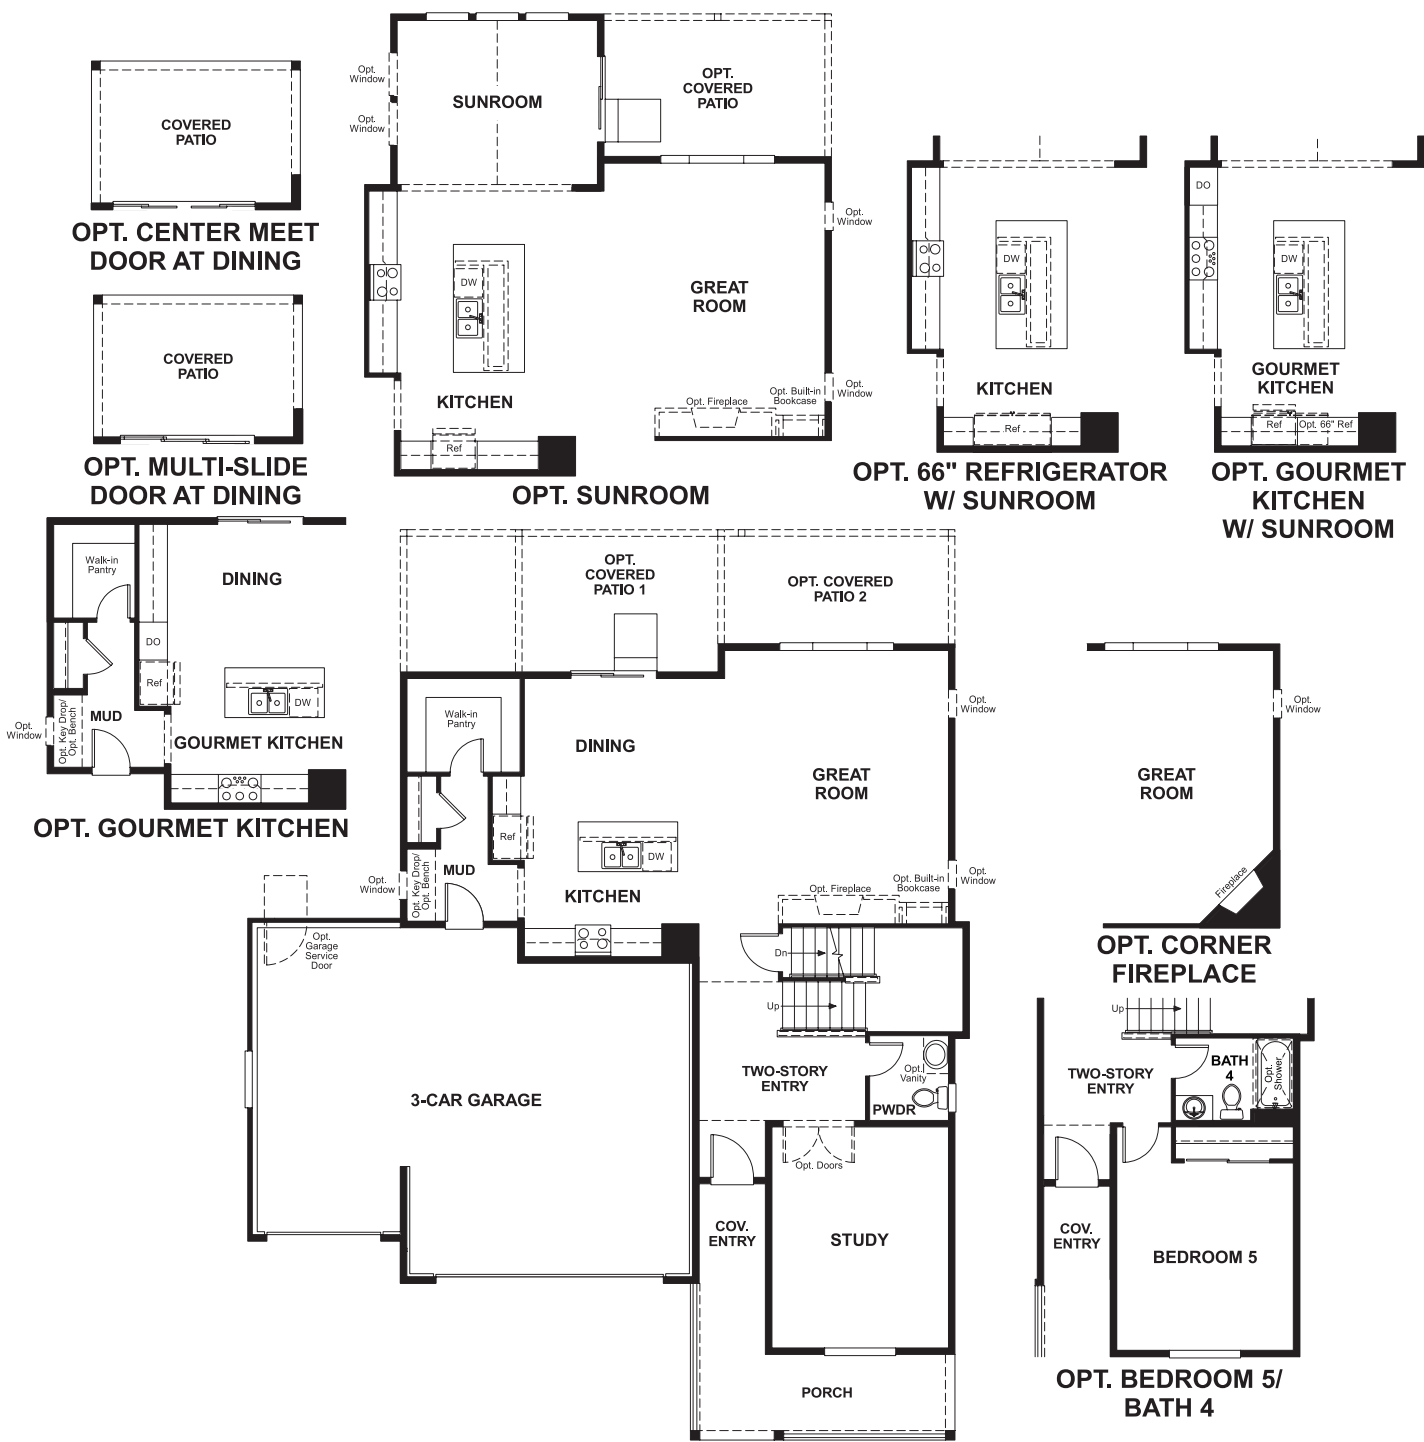 COVERED
PATIO
OPT. CENTER MEET
DOOR AT DINING
COVERED
PATIO
OPT. MULTI-SLIDE
DOOR AT DINING
Opt.
Window
Opt.
Window
SUNROOM
OPT.
COVERED
PATIO
Opt.
Window
GREAT
ROOM
DW
KITCHEN
Opt. Fireplace
Opt. Built-in
Bookcase
Opt.
Window
Ref
OPT. SUNROOM
DW
KITCHEN
Ref
OPT. 66" REFRIGERATOR
W/ SUNROOM
DO
DW
GOURMET
KITCHEN
Ref
Opt. 66" Ref
OPT. GOURMET
KITCHEN
W/ SUNROOM
Walk-in
Pantry
DINING
DO
Ref
DW
MUD
Opt.
Window
Opt. Key Drop/
Opt. Bench
GOURMET KITCHEN
OPT. GOURMET KITCHEN
OPT.
COVERED
PATIO 1
OPT. COVERED
PATIO 2
Walk-in
Pantry
DINING
Opt.
Window
GREAT
ROOM
Ref
DW
MUD
Opt.
Window
Opt. Key Drop/
Opt. Bench
KITCHEN
Opt. Fireplace
Opt. Built-in
Bookcase
Opt.
Window
Opt.
Garage
Service
Door
Dn
Up
TWO-STORY
ENTRY
Opt.
Vanity
PWDR
3-CAR GARAGE
Opt. Doors
COV.
ENTRY
STUDY
PORCH
Opt.
Window
GREAT
ROOM
Fireplace
OPT. CORNER
FIREPLACE
Up
TWO-STORY
ENTRY
BATH
4
Opt.
Shower
COV.
ENTRY
BEDROOM 5
OPT. BEDROOM 5/
BATH 4